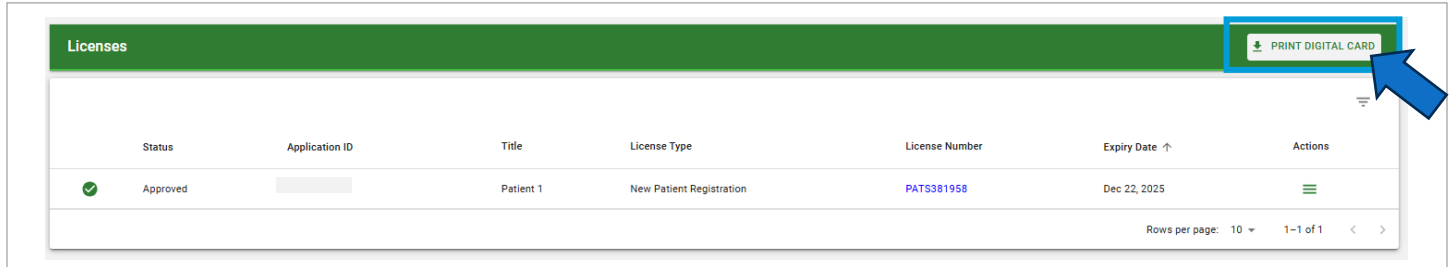 Licenses PRINT DIGITAL CARD
Status Application ID Title License Type License Number Expiry Date Actions
Approved Patient 1 New Patient Registration PATS381958 Dec 22, 2025
Rows per page: 10 1–1 of 1